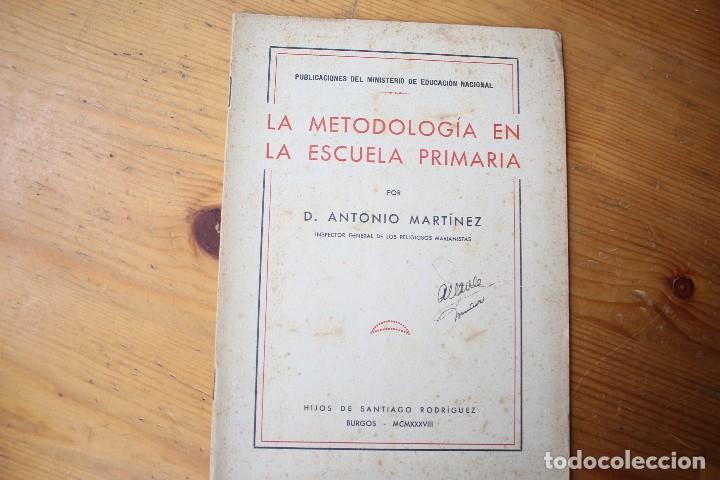 PUBLICACIONES DEL MINISTERIO DE EDUCACIÓN NACIONAL
LA METODOLOGÍA EN
LA ESCUELA PRIMARIA
POR
D. ANTONIO MARTÍNEZ
INSPECTOR GENERAL DE LOS RELIGIOSOS MARIANISTAS
HIJOS DE SANTIAGO RODRÍGUEZ
BURGOS - MCMXXXVIII
todocoleccion